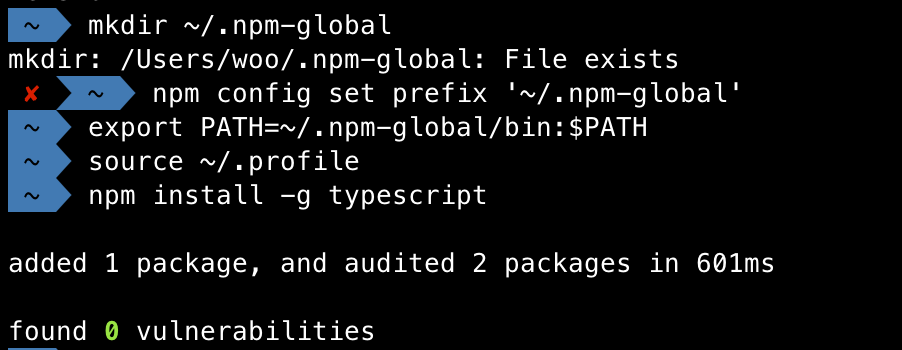 ~ mkdir ~/.npm-global
mkdir: /Users/woo/.npm-global: File exists
✘ ~ npm config set prefix '~/.npm-global'
~ export PATH=~/.npm-global/bin:$PATH
~ source ~/.profile
~ npm install -g typescript
added 1 package, and audited 2 packages in 601ms
found 0 vulnerabilities